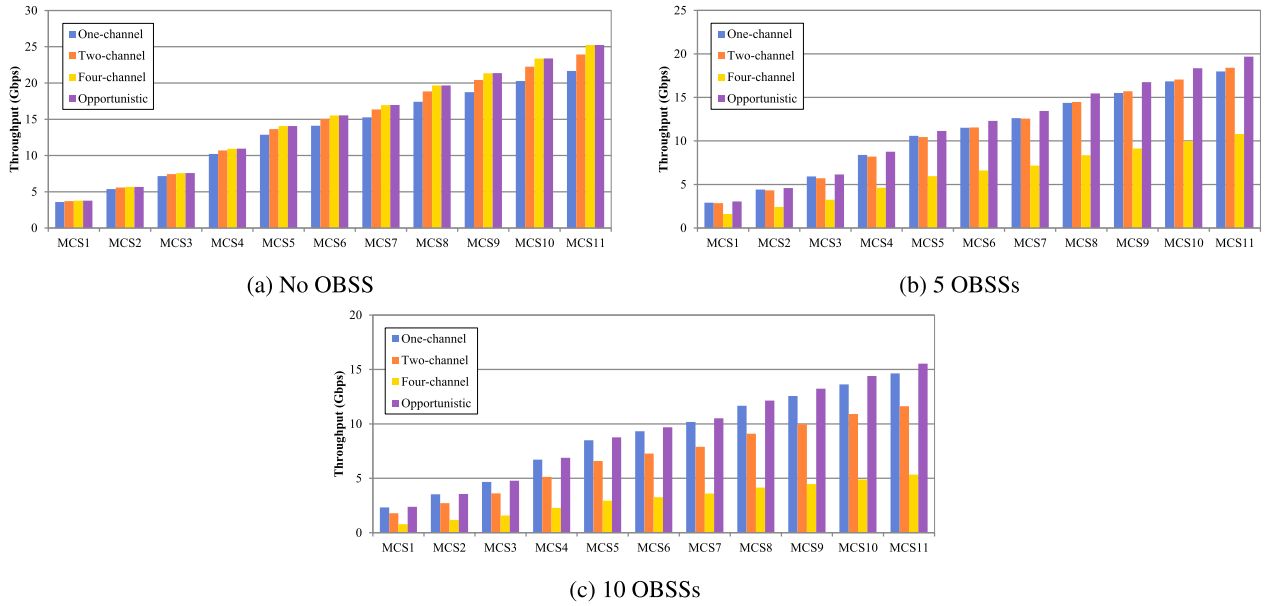 30
25
20
15
10
5
0
Throughput (Gbps)
One-channel
Two-channel
Four-channel
Opportunistic
MCS1 MCS2 MCS3 MCS4 MCS5 MCS6 MCS7 MCS8 MCS9 MCS10 MCS11
(a) No OBSS
25
20
15
10
5
0
Throughput (Gbps)
One-channel
Two-channel
Four-channel
Opportunistic
MCS1 MCS2 MCS3 MCS4 MCS5 MCS6 MCS7 MCS8 MCS9 MCS10 MCS11
(b) 5 OBSSs
20
15
10
5
0
Throughput (Gbps)
One-channel
Two-channel
Four-channel
Opportunistic
MCS1 MCS2 MCS3 MCS4 MCS5 MCS6 MCS7 MCS8 MCS9 MCS10 MCS11
(c) 10 OBSSs